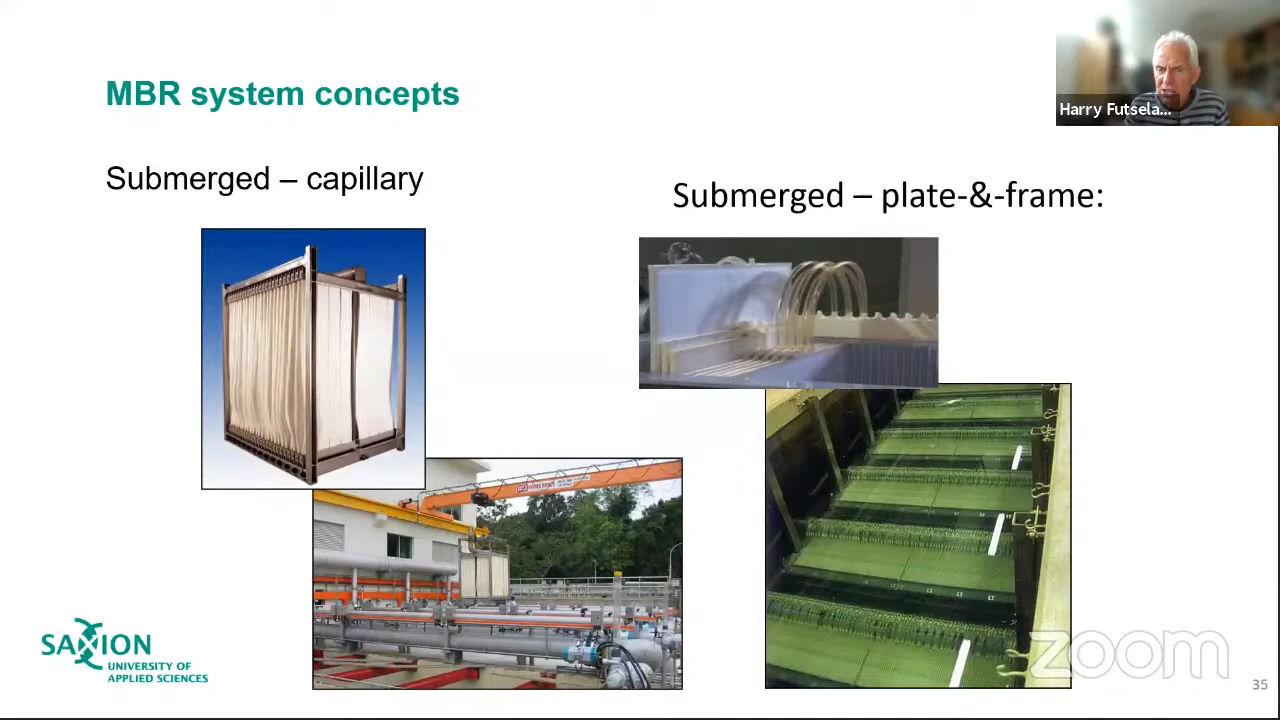 MBR system concepts
Harry Futsela...
Submerged – capillary
Submerged – plate-&-frame:
SAXION
UNIVERSITY OF
APPLIED SCIENCES
zoom
35